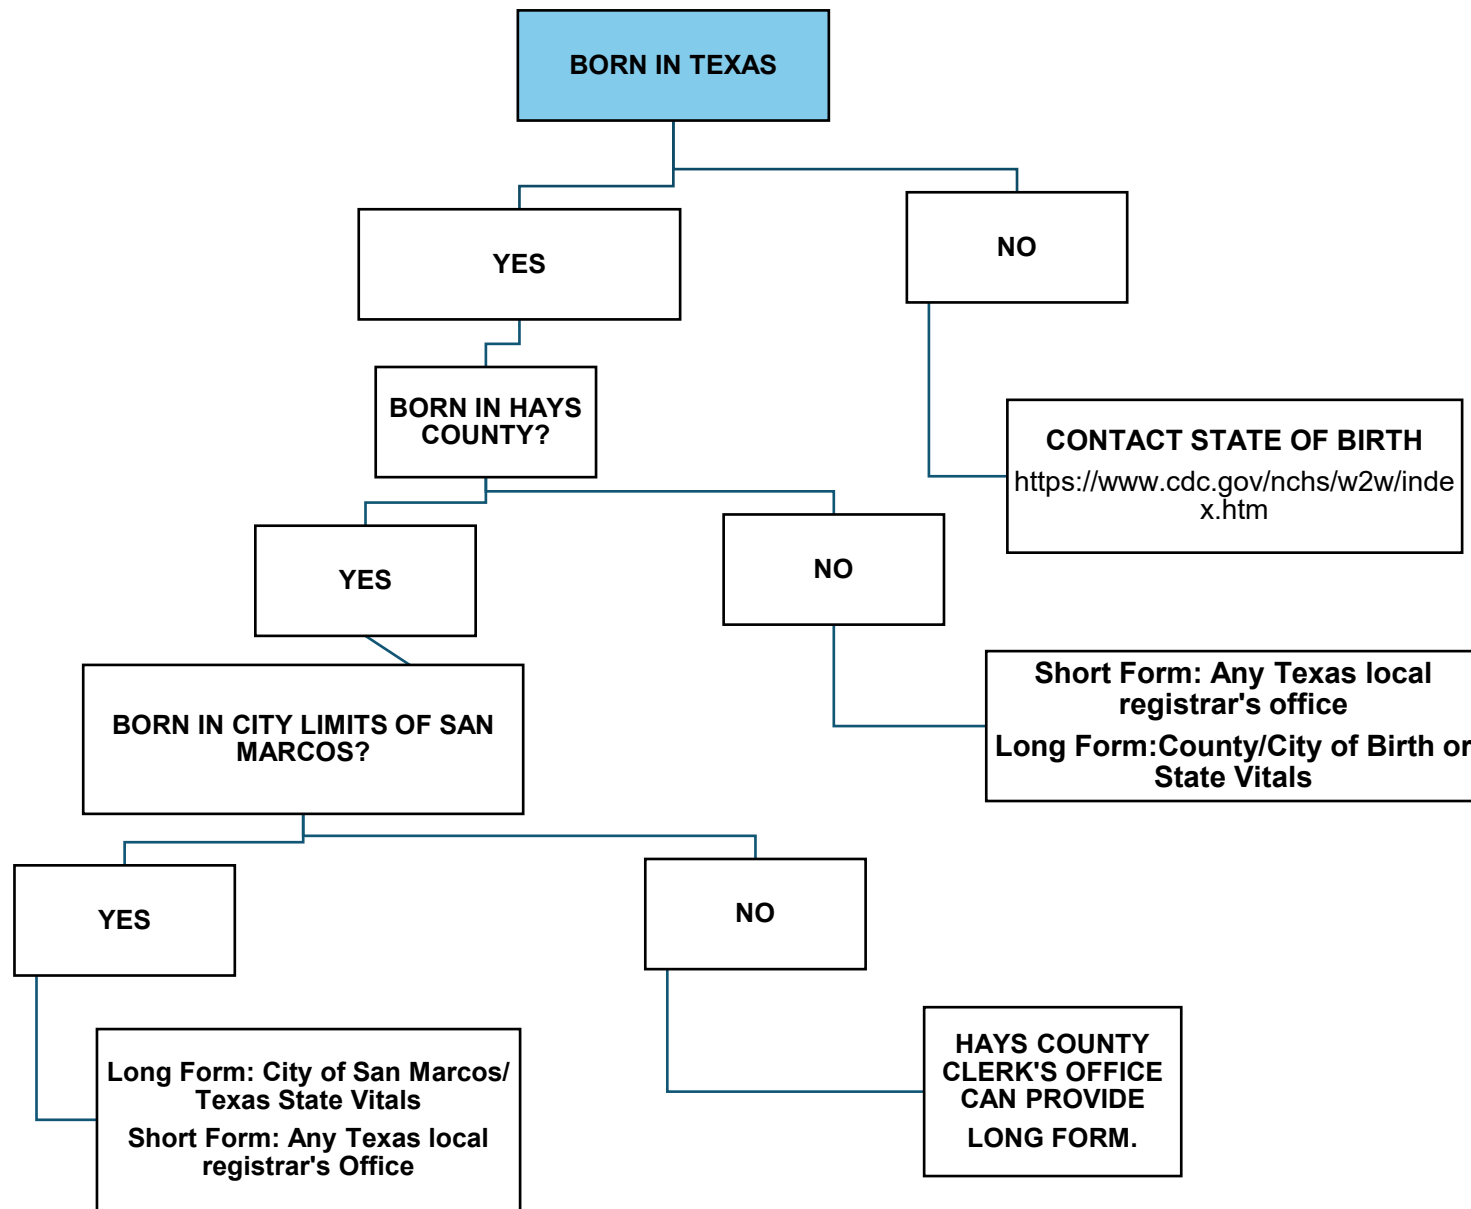 BORN IN TEXAS
YES
NO
BORN IN HAYS
COUNTY?
CONTACT STATE OF BIRTH
https://www.cdc.gov/nchs/w2w/inde
x.htm
YES
NO
BORN IN CITY LIMITS OF SAN
MARCOS?
Short Form: Any Texas local
registrar's office
Long Form:County/City of Birth or
State Vitals
YES
NO
Long Form: City of San Marcos/
Texas State Vitals
Short Form: Any Texas local
registrar's Office
HAYS COUNTY
CLERK'S OFFICE
CAN PROVIDE
LONG FORM.